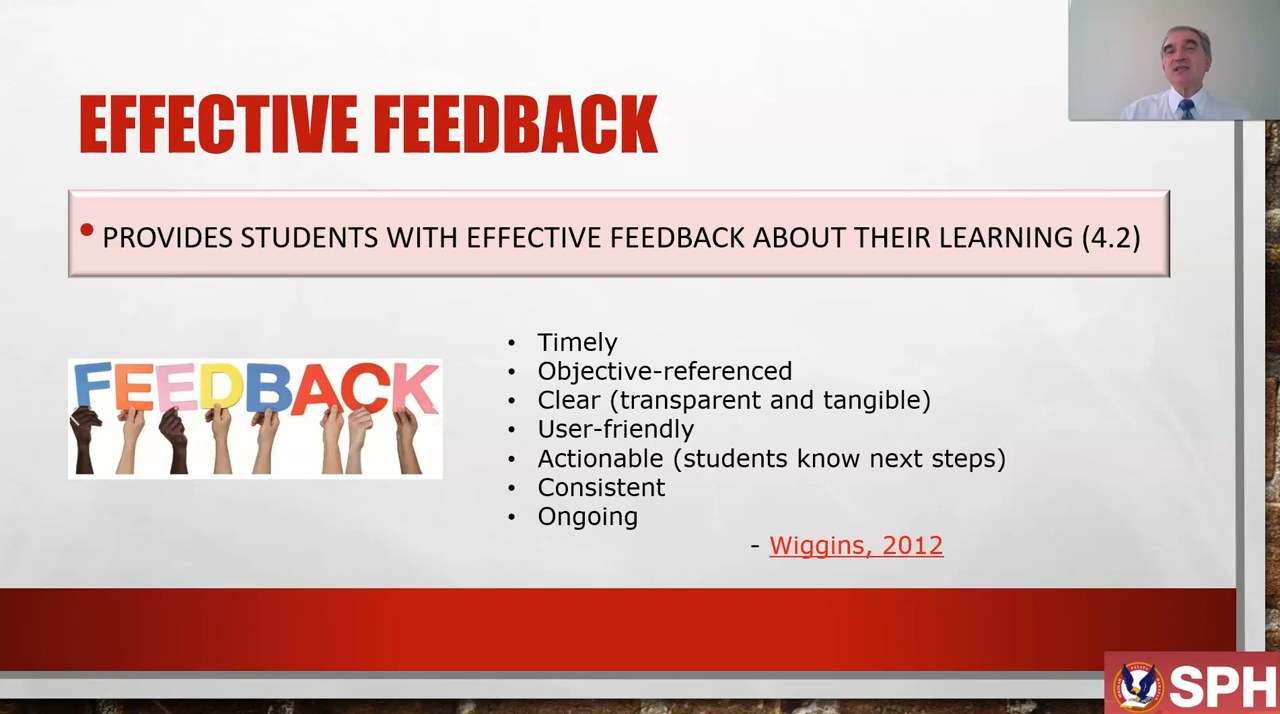 EFFECTIVE FEEDBACK
• PROVIDES STUDENTS WITH EFFECTIVE FEEDBACK ABOUT THEIR LEARNING (4.2)
FEEDBACK
• Timely
• Objective-referenced
• Clear (transparent and tangible)
• User-friendly
• Actionable (students know next steps)
• Consistent
• Ongoing
- Wiggins, 2012
SPH